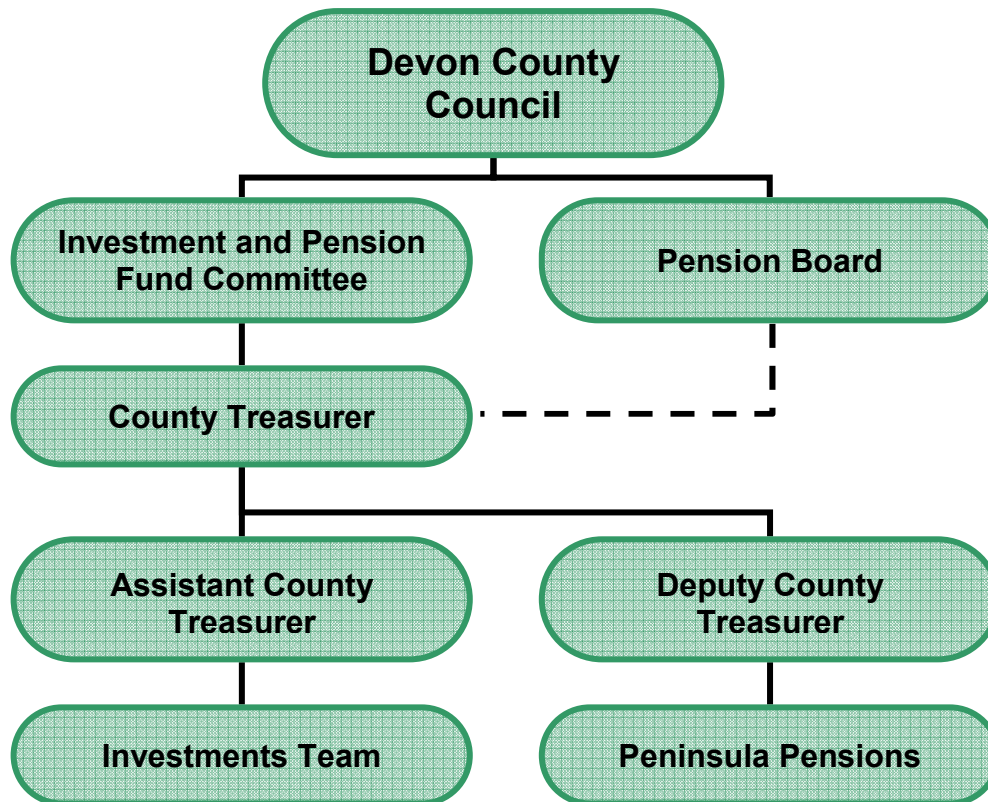 Devon County
Council
Investment and Pension
Fund Committee
Pension Board
County Treasurer
Assistant County
Treasurer
Deputy County
Treasurer
Investments Team
Peninsula Pensions